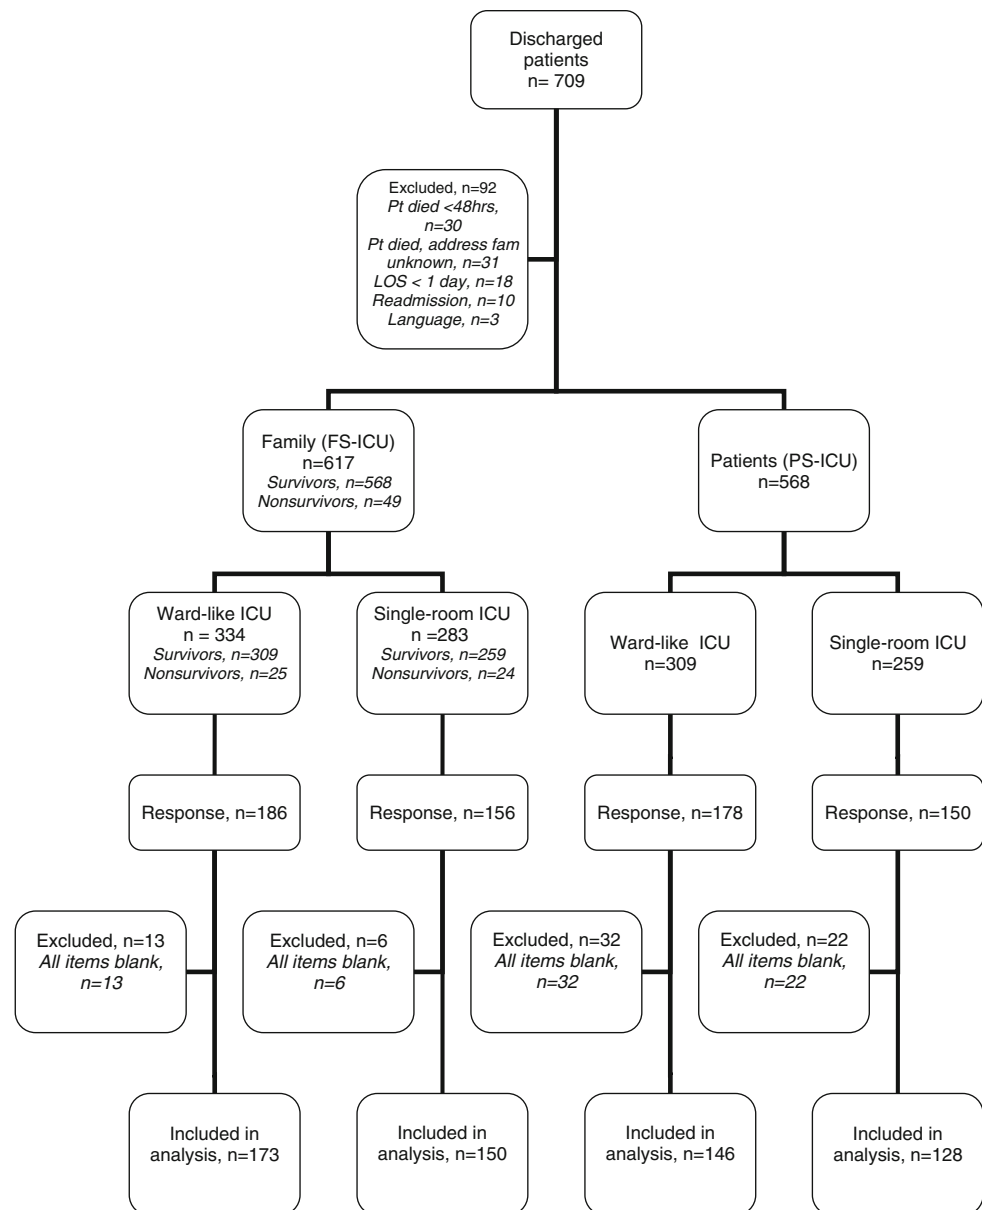 Discharged
patients
n= 709
Excluded, n=92
Pt died <48hrs,
n=30
Pt died, address fam
unknown, n=31
LOS < 1 day, n=18
Readmission, n=10
Language, n=3
Family (FS-ICU)
n=617
Survivors, n=568
Nonsurvivors, n=49
Patients (PS-ICU)
n=568
Ward-like ICU
n = 334
Survivors, n=309
Nonsurvivors, n=25
Single-room ICU
n =283
Survivors, n=259
Nonsurvivors, n=24
Ward-like ICU
n=309
Single-room ICU
n=259
Response, n=186
Response, n=156
Response, n=178
Response, n=150
Excluded, n=13
All items blank,
n=13
Excluded, n=6
All items blank,
n=6
Excluded, n=32
All items blank,
n=32
Excluded, n=22
All items blank,
n=22
Included in
analysis, n=173
Included in
analysis, n=150
Included in
analysis, n=146
Included in
analysis, n=128